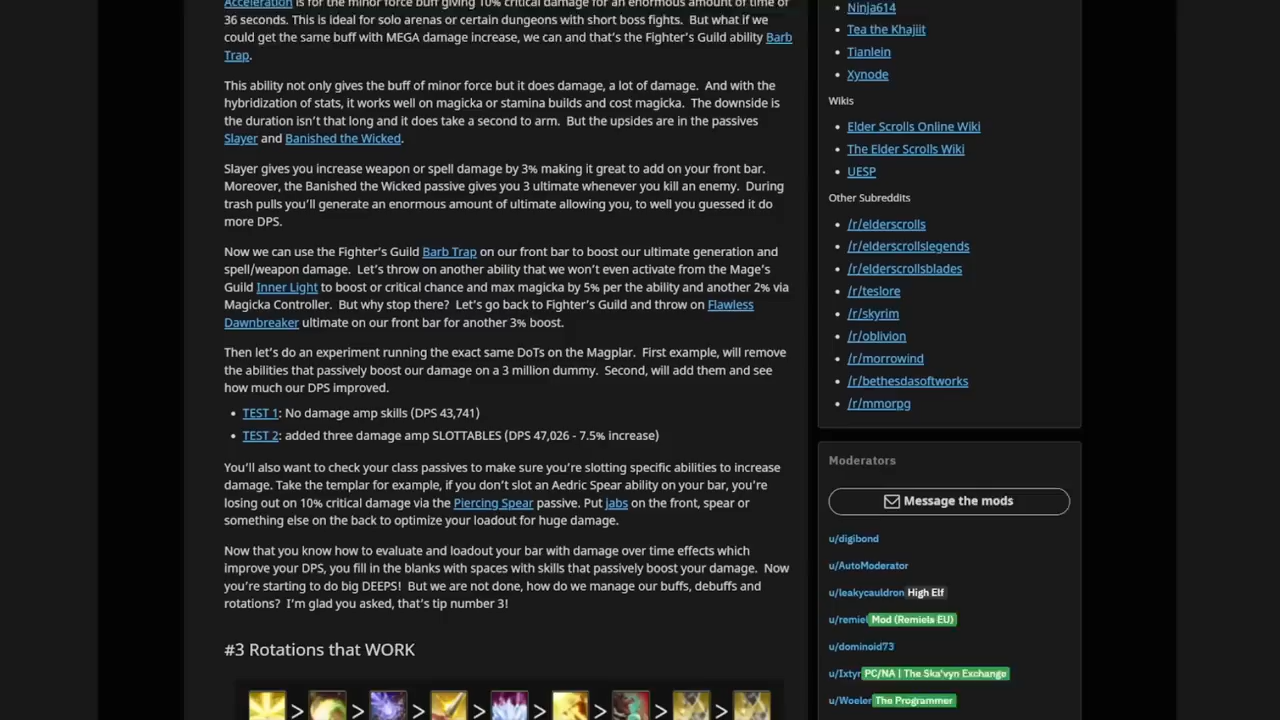 Acceleration is for the minor force buff giving 10% critical damage for an enormous amount of time of
36 seconds. This is ideal for solo arenas or certain dungeons with short boss fights.  But what if we
could get the same buff with MEGA damage increase, we can and that's the Fighter's Guild ability Barb
Trap.
This ability not only gives the buff of minor force but it does damage, a lot of damage.  And with the
hybridization of stats, it works well on magicka or stamina builds and cost magicka.  The downside is
the duration isn't that long and it does take a second to arm.  But the upsides are in the passives
Slayer and Banished the Wicked.
Slayer gives you increase weapon or spell damage by 3% making it great to add on your front bar.
Moreover, the Banished the Wicked passive gives you 3 ultimate whenever you kill an enemy.  During
trash pulls you'll generate an enormous amount of ultimate allowing you, to well you guessed it do
more DPS.
Now we can use the Fighter's Guild Barb Trap on our front bar to boost our ultimate generation and
spell/weapon damage.  Let's throw on another ability that we won't even activate from the Mage's
Guild Inner Light to boost or critical chance and max magicka by 5% per the ability and another 2% via
Magicka Controller.  But why stop there?  Let's go back to Fighter's Guild and throw on Flawless
Dawnbreaker ultimate on our front bar for another 3% boost.
Then let's do an experiment running the exact same DoTs on the Magplar.  First example, will remove
the abilities that passively boost our damage on a 3 million dummy.  Second, will add them and see
how much our DPS improved.
• TEST 1: No damage amp skills (DPS 43,741)
• TEST 2: added three damage amp SLOTTABLES (DPS 47,026 - 7.5% increase)
You'll also want to check your class passives to make sure you're slotting specific abilities to increase
damage. Take the templar for example, if you don't slot an Aedric Spear ability on your bar, you're
losing out on 10% critical damage via the Piercing Spear passive. Put jabs on the front, spear or
something else on the back to optimize your loadout for huge damage.
Now that you know how to evaluate and loadout your bar with damage over time effects which
improve your DPS, you fill in the blanks with spaces with skills that passively boost your damage.  Now
you're starting to do big DEEPS!  But we are not done, how do we manage our buffs, debuffs and
rotations?  I'm glad you asked, that's tip number 3!
#3 Rotations that WORK
> > > > > > > >
• Ninja614
• Tea the Khajiit
• Tianlein
• Xynode
Wikis
• Elder Scrolls Online Wiki
• The Elder Scrolls Wiki
• UESP
Other Subreddits
• /r/elderscrolls
• /r/elderscrollslegends
• /r/elderscrollsblades
• /r/teslore
• /r/skyrim
• /r/oblivion
• /r/morrowind
• /r/bethesdasoftworks
• /r/mmorpg
Moderators
Message the mods
u/digibond
u/AutoModerator
u/leakycauldron High Elf
u/remiel Mod (Remiels EU)
u/dominoid73
u/Ixtyr PC/NA | The Ska'vyn Exchange
u/Woeler The Programmer